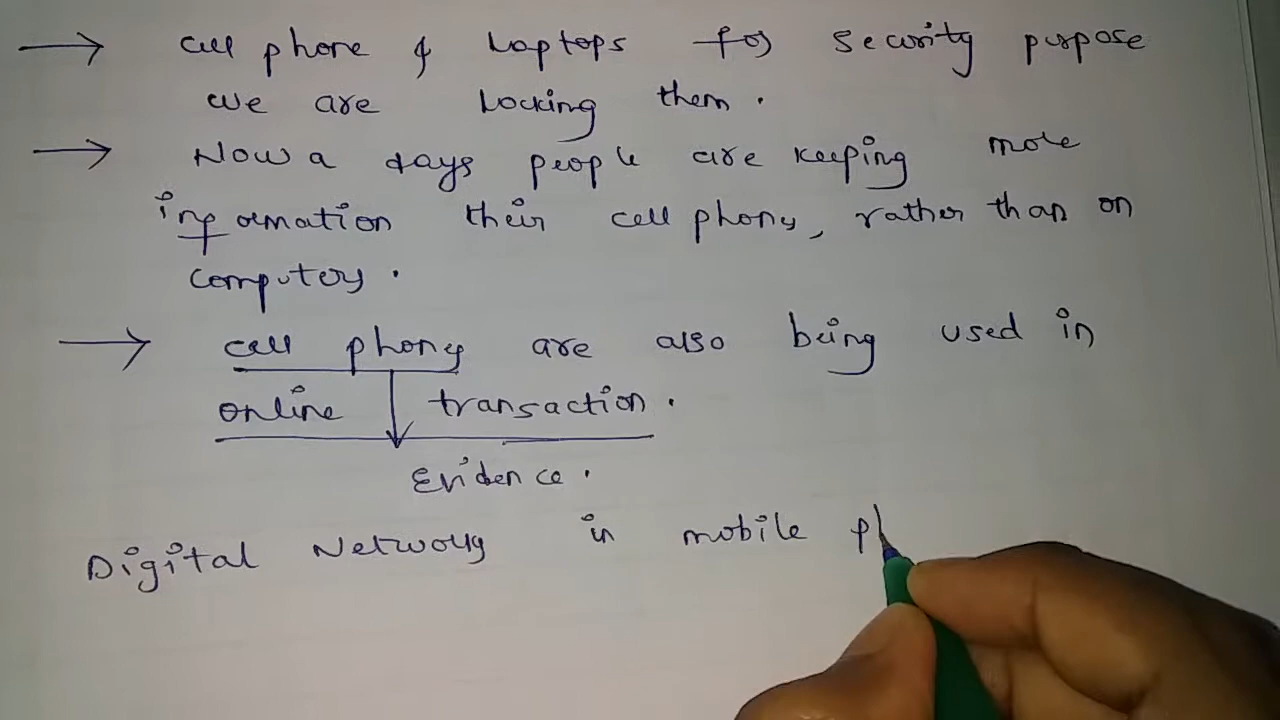 → cell phone & Laptops for security purpose
we are Locking them.
→ Now a days people are keeping more
information their cell phones, rather than on
computers.
→ cell phones are also being used in
online transaction.
Evidence.
Digital Networks in mobile ph